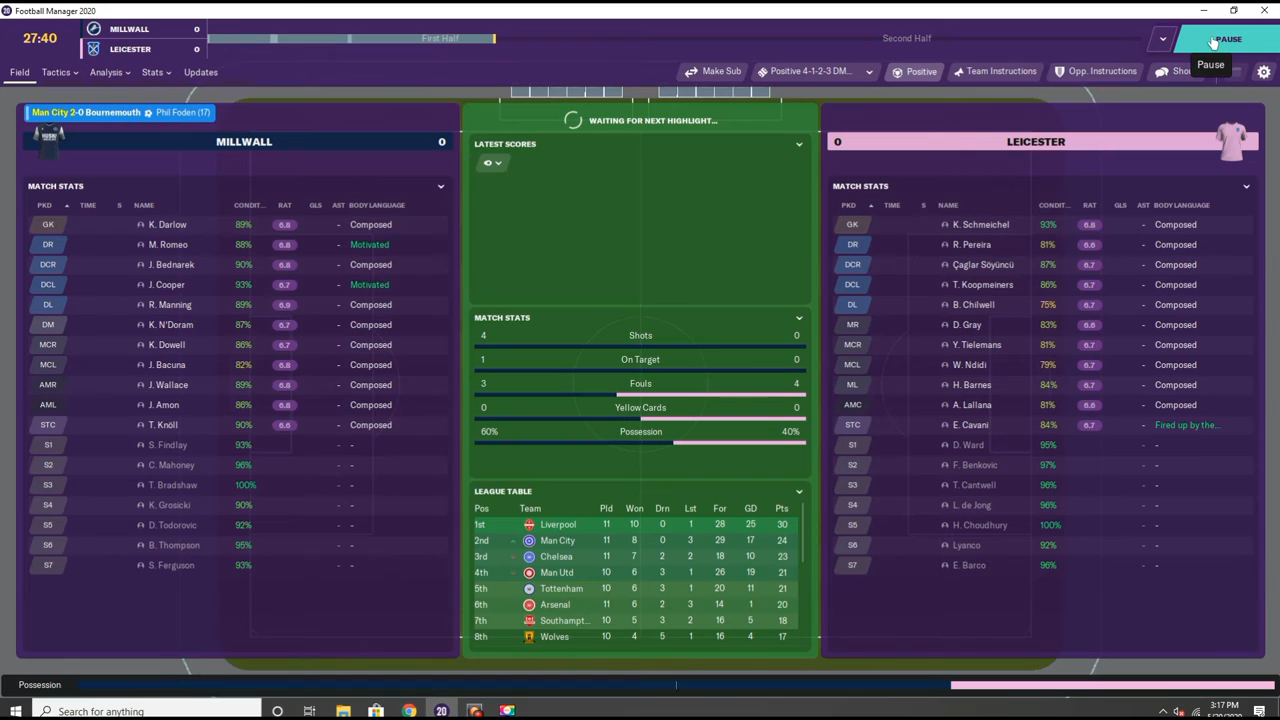 20 Football Manager 2020
27:40
MILLWALL 0
LEICESTER 0
First Half
Second Half
PAUSE
Pause
Field Tactics Analysis Stats Updates
Make Sub Positive 4-1-2-3 DM... Positive Team Instructions Opp. Instructions Shou
Man City 2-0 Bournemouth Phil Foden (17)
MILLWALL 0
WAITING FOR NEXT HIGHLIGHT...
0 LEICESTER
MATCH STATS
PKD TIME S NAME CONDIT... RAT GLS AST BODY LANGUAGE
GK K. Darlow 89% 6.8 - Composed
DR M. Romeo 88% 6.8 - Motivated
DCR J. Bednarek 90% 6.8 - Composed
DCL J. Cooper 93% 6.7 - Motivated
DL R. Manning 89% 6.9 - Composed
DM K. N'Doram 87% 6.7 - Composed
MCR K. Dowell 86% 6.7 - Composed
MCL J. Bacuna 82% 6.8 - Composed
AMR J. Wallace 89% 6.8 - Composed
AML J. Amon 86% 6.8 - Composed
STC T. Knöll 90% 6.6 - Composed
S1 S. Findlay 93% - -
S2 C. Mahoney 96% - -
S3 T. Bradshaw 100% - -
S4 K. Grosicki 90% - -
S5 D. Todorovic 92% - -
S6 B. Thompson 95% - -
S7 S. Ferguson 93% - -
LATEST SCORES
MATCH STATS
4 Shots 0
1 On Target 0
3 Fouls 4
0 Yellow Cards 0
60% Possession 40%
LEAGUE TABLE
Pos Team Pld Won Drn Lst For GD Pts
1st Liverpool 11 10 0 1 28 25 30
2nd Man City 11 8 0 3 29 17 24
3rd Chelsea 11 7 2 2 18 10 23
4th Man Utd 10 6 3 1 26 19 21
5th Tottenham 10 6 3 1 20 11 21
6th Arsenal 11 6 2 3 14 1 20
7th Southampt... 10 5 3 2 16 5 18
8th Wolves 10 4 5 1 16 4 17
MATCH STATS
PKD TIME S NAME CONDIT... RAT GLS AST BODY LANGUAGE
GK K. Schmeichel 93% 6.8 - Composed
DR R. Pereira 81% 6.6 - Composed
DCR Çağlar Söyüncü 87% 6.7 - Composed
DCL T. Koopmeiners 86% 6.7 - Composed
DL B. Chilwell 75% 6.7 - Composed
MR D. Gray 83% 6.6 - Composed
MCR Y. Tielemans 81% 6.7 - Composed
MCL W. Ndidi 79% 6.7 - Composed
ML H. Barnes 84% 6.7 - Composed
AMC A. Lallana 81% 6.6 - Composed
STC E. Cavani 84% 6.7 - Fired up by the...
S1 D. Ward 95% - -
S2 F. Benkovic 97% - -
S3 T. Cantwell 96% - -
S4 L. de Jong 96% - -
S5 H. Choudhury 100% - -
S6 Lyanco 92% - -
S7 E. Barco 96% - -
Possession
Search for anything
20
3:17 PM